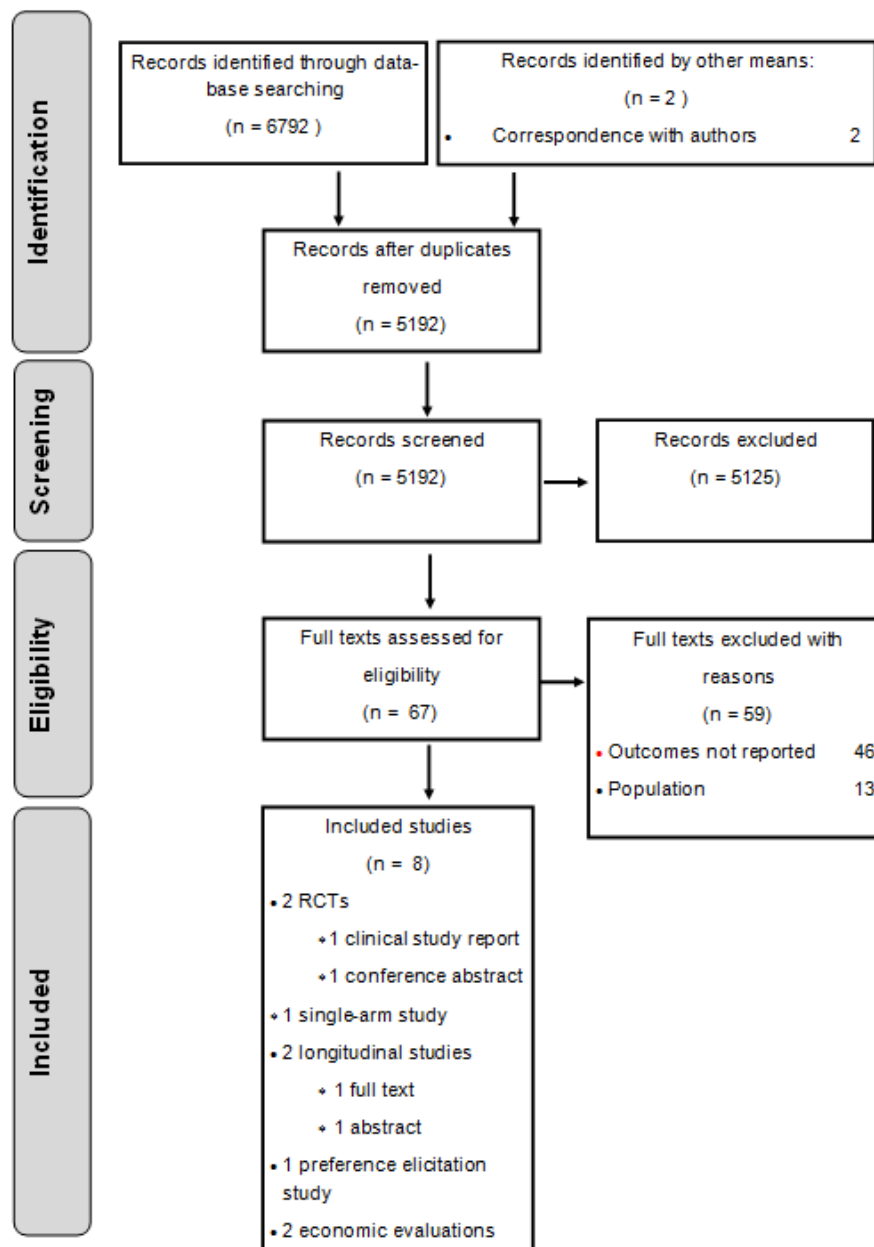 Identification
Records identified through data-
base searching
(n = 6792 )
Records identified by other means:
(n = 2 )
• Correspondence with authors 2
Records after duplicates
removed
(n = 5192)
Screening
Records screened
(n = 5192)
Records excluded
(n = 5125)
Eligibility
Full texts assessed for
eligibility
(n = 67)
Full texts excluded with
reasons
(n = 59)
• Outcomes not reported 46
• Population 13
Included
Included studies
(n = 8)
• 2 RCTs
◆ 1 clinical study report
◆ 1 conference abstract
◆ 1 single-arm study
• 2 longitudinal studies
◆ 1 full text
◆ 1 abstract
• 1 preference elicitation
study
• 2 economic evaluations